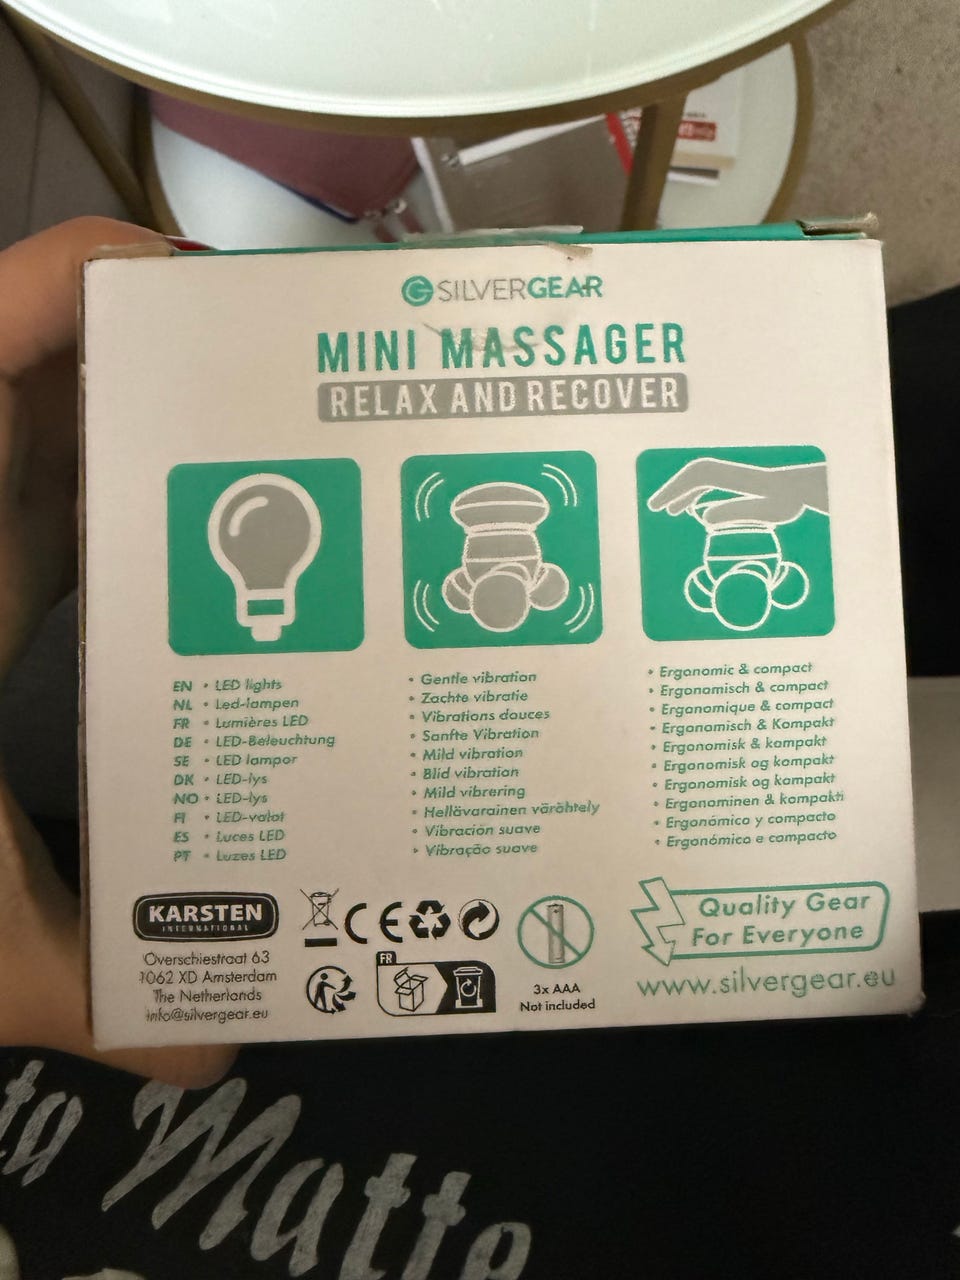 SILVERGEAR
MINI MASSAGER
RELAX AND RECOVER
EN • LED lights
NL • Led-lampen
FR • Lumières LED
DE • LED-Beleuchtung
SE • LED lampor
DK • LED-lys
NO • LED-lys
FI • LED-valot
ES • Luces LED
PT • Luzes LED
• Gentle vibration
• Zachte vibratie
• Vibrations douces
• Sanfte Vibration
• Mild vibration
• Blid vibration
• Mild vibrering
• Hellävarainen värähtely
• Vibración suave
• Vibração suave
• Ergonomic & compact
• Ergonomisch & compact
• Ergonomique & compact
• Ergonomisch & Kompakt
• Ergonomisk & kompakt
• Ergonomisk og kompakt
• Ergonomisk og kompakt
• Ergonominen & kompakti
• Ergonómico y compacto
• Ergonómico e compacto
KARSTEN
INTERNATIONAL
Overschiestraat 63
1062 XD Amsterdam
The Netherlands
info@silvergear.eu
CE
FR
3x AAA
Not included
Quality Gear
For Everyone
www.silvergear.eu
to Matte